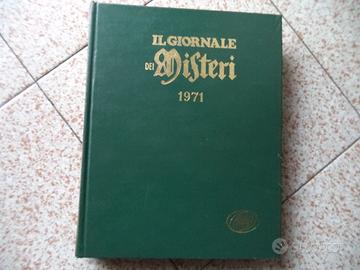 IL GIORNALE
DEI MISTERI
1971